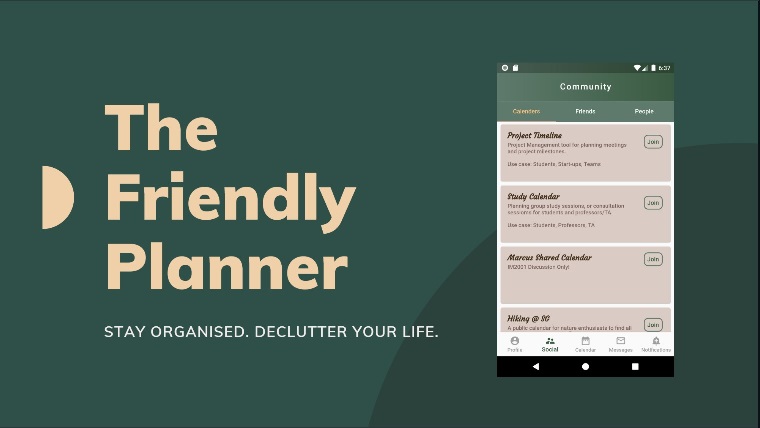 The
Friendly
Planner
STAY ORGANISED. DECLUTTER YOUR LIFE.
6:37
Community
Calenders Friends People
Project Timeline
Join
Project Management tool for planning meetings
and project milestones.
Use case: Students, Start-ups, Teams
Study Calendar
Join
Planning group study sessions, or consultation
sessions for students and professors/TA
Use case: Students, Professors, TA
Marcus Shared Calendar
Join
Discussion Only!
Hiking @ SG
Join
A public calendar for nature enthusiasts to find all
Profile Social Calendar Messages Notifications